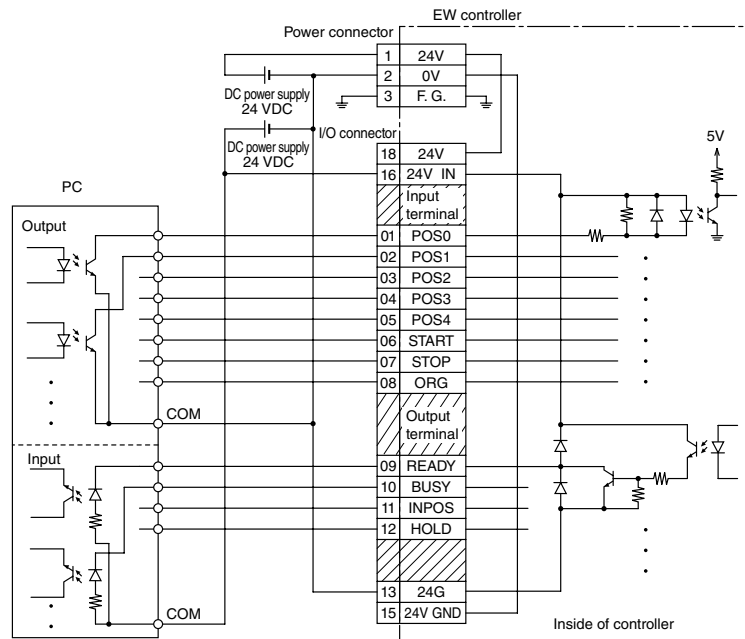 EW controller
Power connector
1 24V
2 0V
3 F. G.
DC power supply
24 VDC
I/O connector
DC power supply
24 VDC
18 24V
16 24V IN
5V
PC
Input
terminal
Output
01 POS0
02 POS1
03 POS2
04 POS3
05 POS4
06 START
07 STOP
08 ORG
COM
Output
terminal
Input
09 READY
10 BUSY
11 INPOS
12 HOLD
13 24G
COM
15 24V GND
Inside of controller